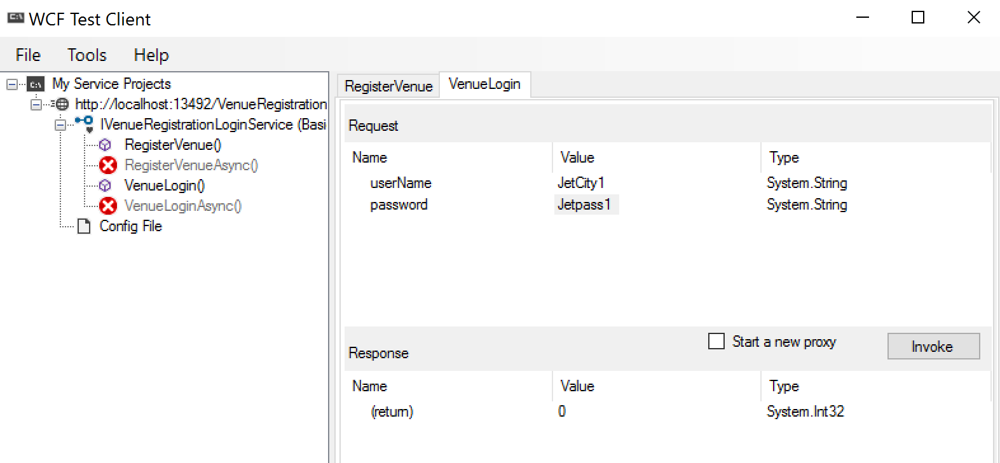 WCF Test Client
File Tools Help
My Service Projects
http://localhost:13492/VenueRegistration
IVenueRegistrationLoginService (Basi
RegisterVenue()
RegisterVenueAsync()
VenueLogin()
VenueLoginAsync()
Config File
RegisterVenue VenueLogin
Request
Name Value Type
userName JetCity1 System.String
password Jetpass1 System.String
Response
Start a new proxy
Invoke
Name Value Type
(return) 0 System.Int32